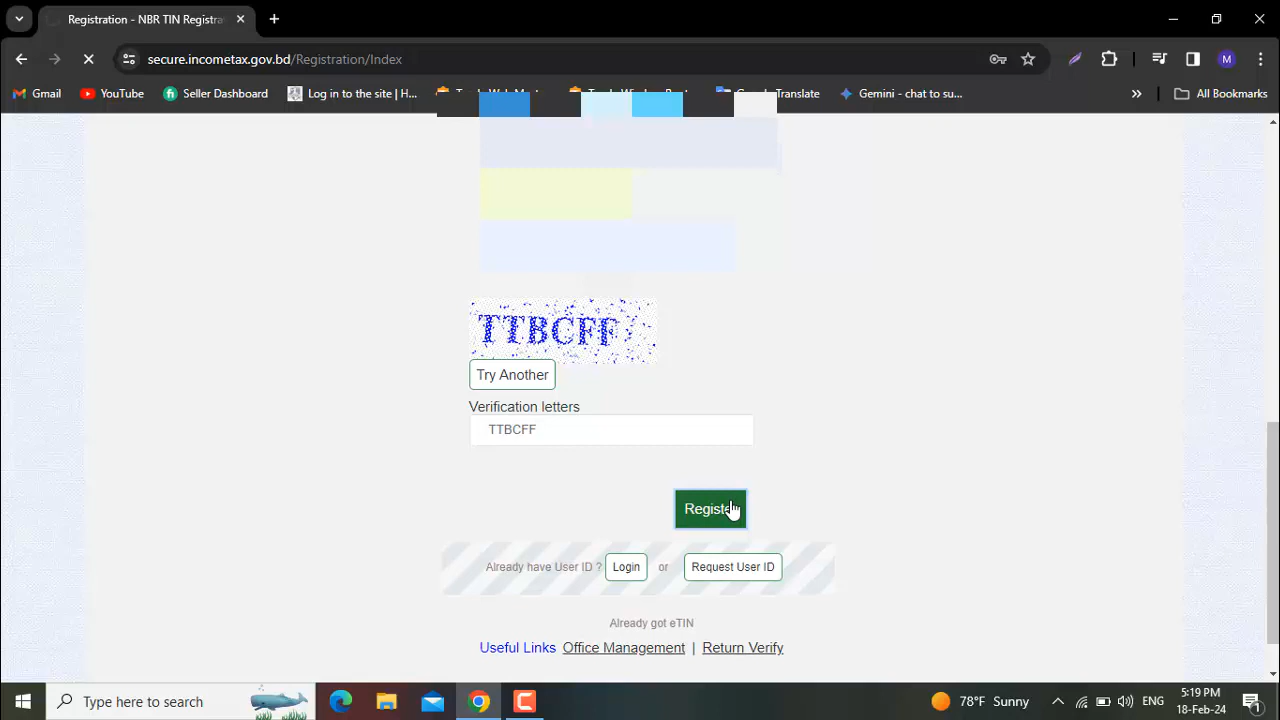 Registration - NBR TIN Registra
secure.incometax.gov.bd/Registration/Index
M
Gmail YouTube Seller Dashboard Log in to the site | H... Translate Gemini - chat to su... » All Bookmarks
TTBCFF
Try Another
Verification letters
TTBCFF
Register
Already have User ID ? Login or Request User ID
Already got eTIN
Useful Links Office Management | Return Verify
Type here to search
78°F Sunny
ENG
5:19 PM
18-Feb-24
1